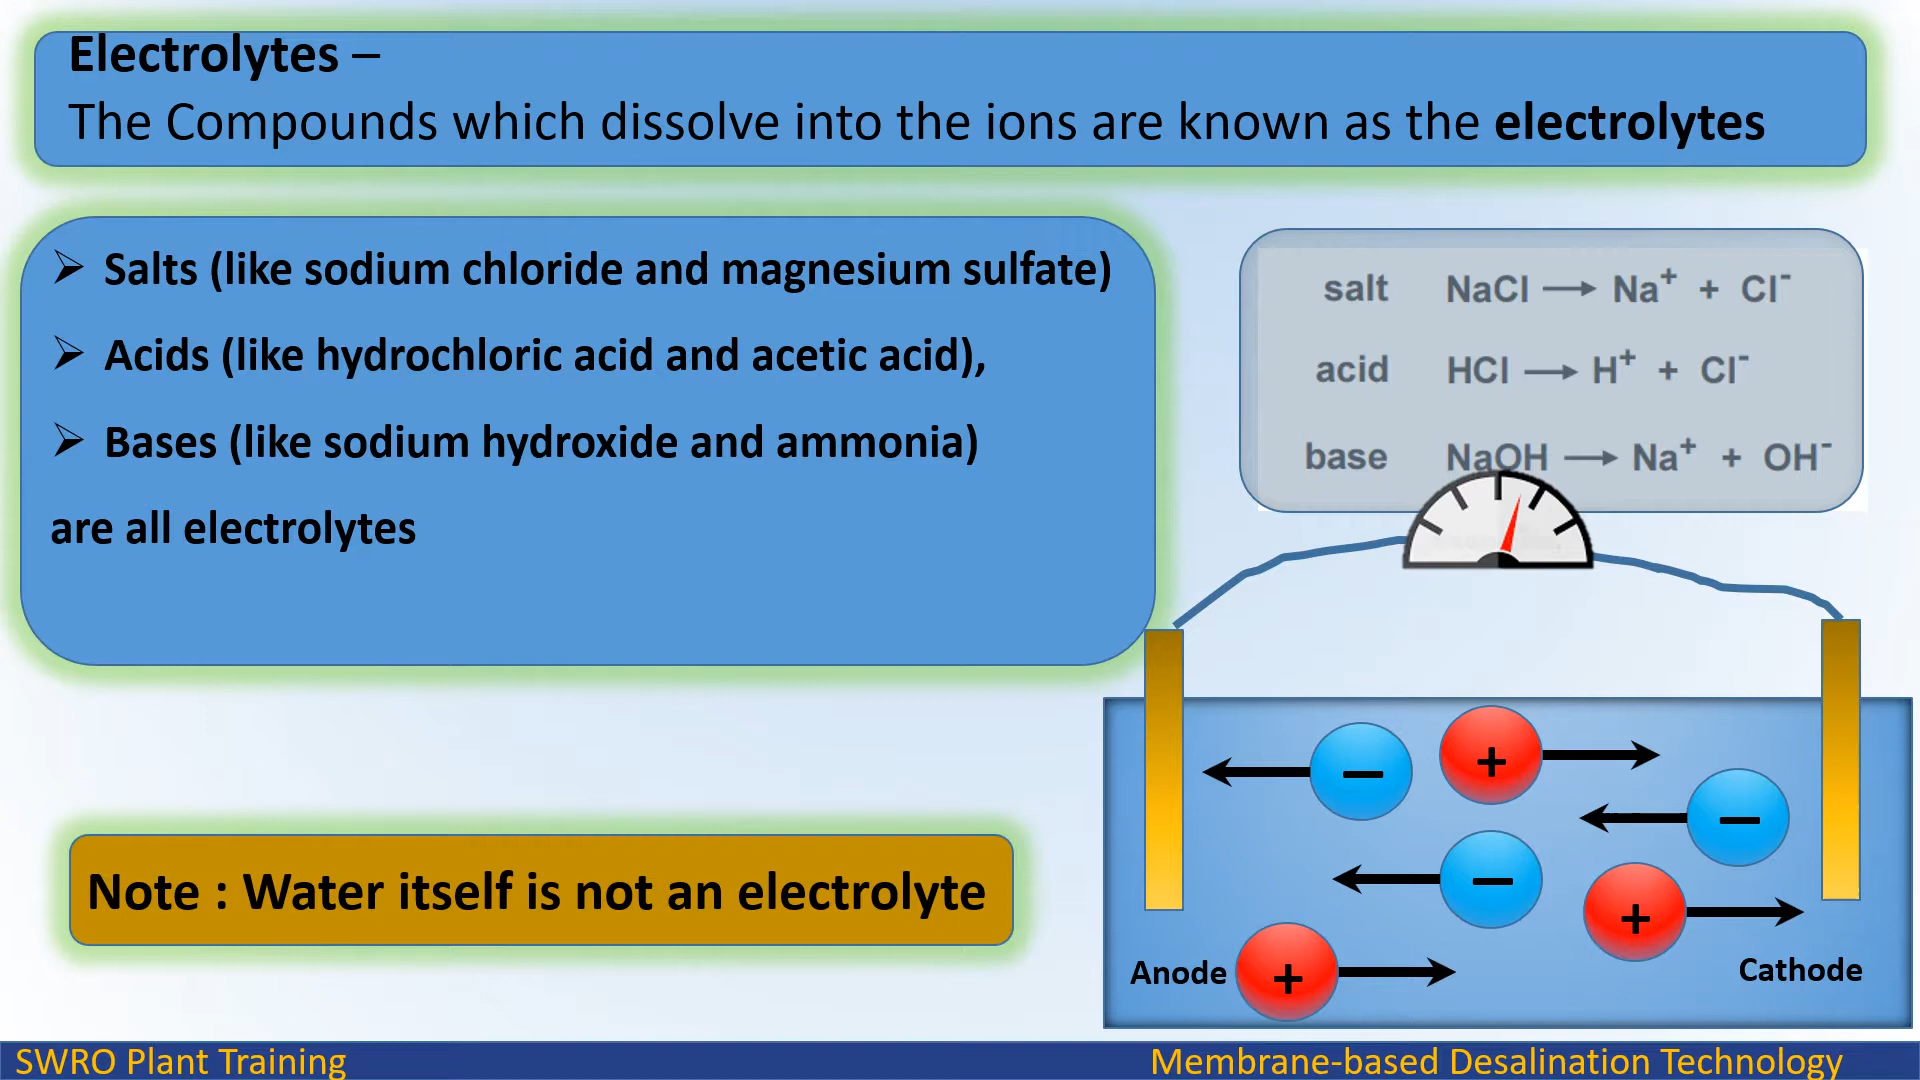 Electrolytes –
The Compounds which dissolve into the ions are known as the electrolytes
➢ Salts (like sodium chloride and magnesium sulfate)
➢ Acids (like hydrochloric acid and acetic acid),
➢ Bases (like sodium hydroxide and ammonia)
are all electrolytes
salt NaCl ⟶ Na⁺ + Cl⁻
acid HCl ⟶ H⁺ + Cl⁻
base NaOH ⟶ Na⁺ + OH⁻
− +
−
−
+
Note : Water itself is not an electrolyte
Anode + Cathode
SWRO Plant Training Membrane-based Desalination Technology